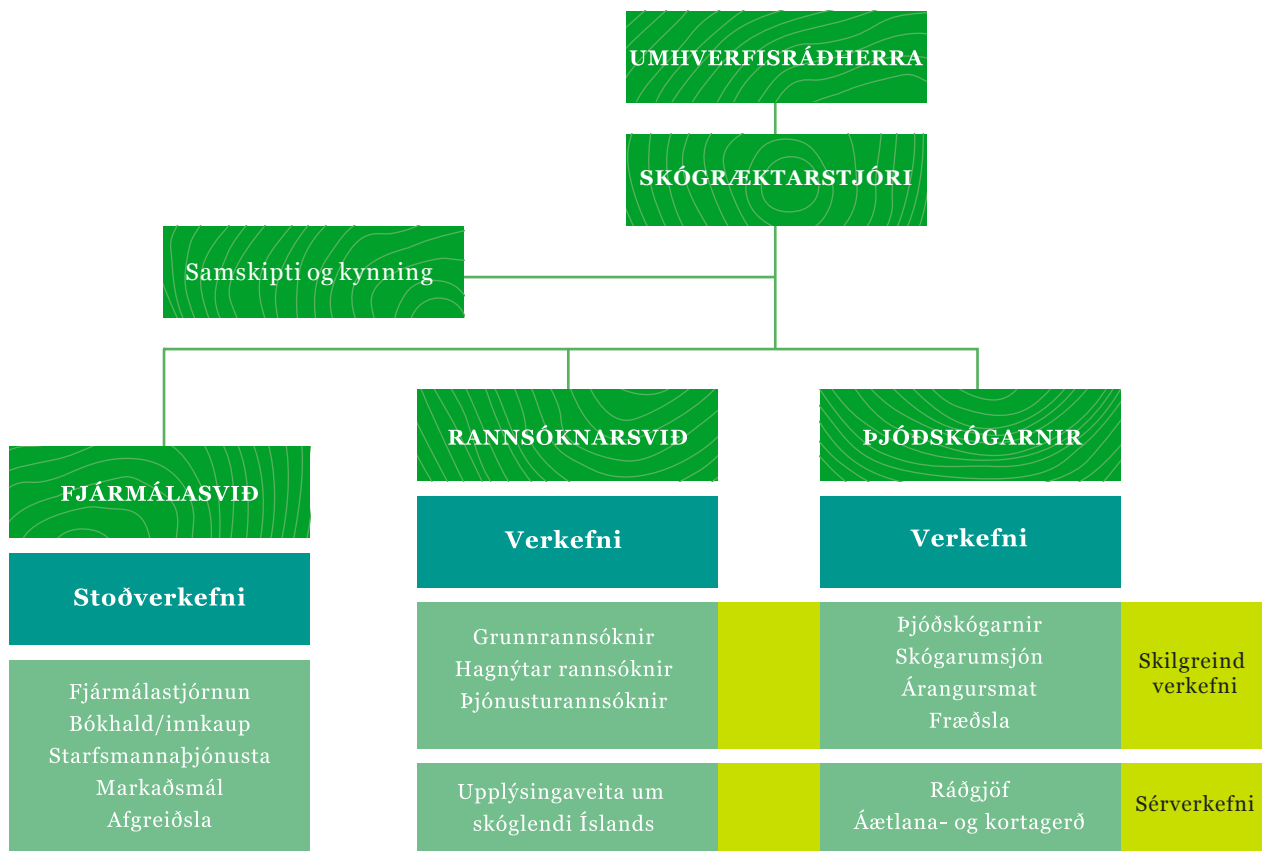 UMHVERFISRÁÐHERRA
SKÓGRÆKTARSTJÓRI
Samskipti og kynning
FJÁRMÁLASVIÐ
Stoðverkefni
Fjármálastjórnun
Bókhald/innkaup
Starfsmannaþjónusta
Markaðsmál
Afgreiðsla
RANNSÓKNARSVIÐ
Verkefni
Grunnrannsóknir
Hagnýtar rannsóknir
Þjónusturannsóknir
Upplýsingaveita um
skóglendi Íslands
ÞJÓÐSKÓGARNIR
Verkefni
Þjóðskógarnir
Skógarumsjón
Árangursmat
Fræðsla
Ráðgjöf
Áætlana- og kortagerð
Skilgreind
verkefni
Sérverkefni